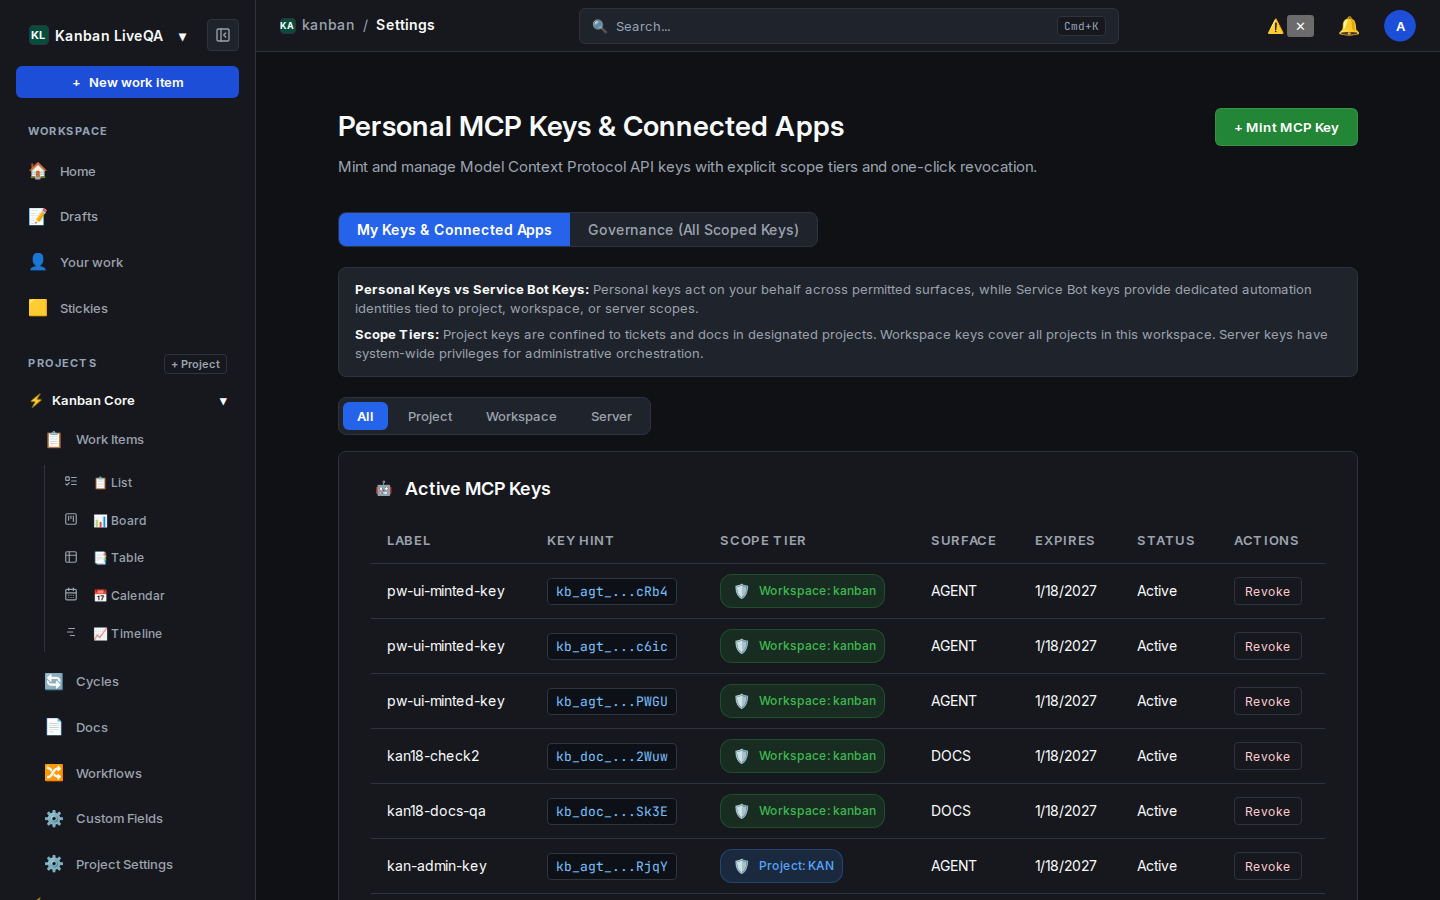 KL Kanban LiveQA
+ New work item
WORKSPACE
Home
Drafts
Your work
Stickies
PROJECTS + Project
Kanban Core
Work Items
List
Board
Table
Calendar
Timeline
Cycles
Docs
Workflows
Custom Fields
Project Settings
KA kanban / Settings
Search... Cmd+K
A
Personal MCP Keys & Connected Apps
+ Mint MCP Key
Mint and manage Model Context Protocol API keys with explicit scope tiers and one-click revocation.
My Keys & Connected Apps Governance (All Scoped Keys)
Personal Keys vs Service Bot Keys: Personal keys act on your behalf across permitted surfaces, while Service Bot keys provide dedicated automation
identities tied to project, workspace, or server scopes.
Scope Tiers: Project keys are confined to tickets and docs in designated projects. Workspace keys cover all projects in this workspace. Server keys have
system-wide privileges for administrative orchestration.
All Project Workspace Server
Active MCP Keys
LABEL KEY HINT SCOPE TIER SURFACE EXPIRES STATUS ACTIONS
pw-ui-minted-key kb_agt_...cRb4 Workspace: kanban AGENT 1/18/2027 Active Revoke
pw-ui-minted-key kb_agt_...c6ic Workspace: kanban AGENT 1/18/2027 Active Revoke
pw-ui-minted-key kb_agt_...PWGU Workspace: kanban AGENT 1/18/2027 Active Revoke
kan18-check2 kb_doc_...2Wuw Workspace: kanban DOCS 1/18/2027 Active Revoke
kan18-docs-qa kb_doc_...Sk3E Workspace: kanban DOCS 1/18/2027 Active Revoke
kan-admin-key kb_agt_...RjqY Project: KAN AGENT 1/18/2027 Active Revoke